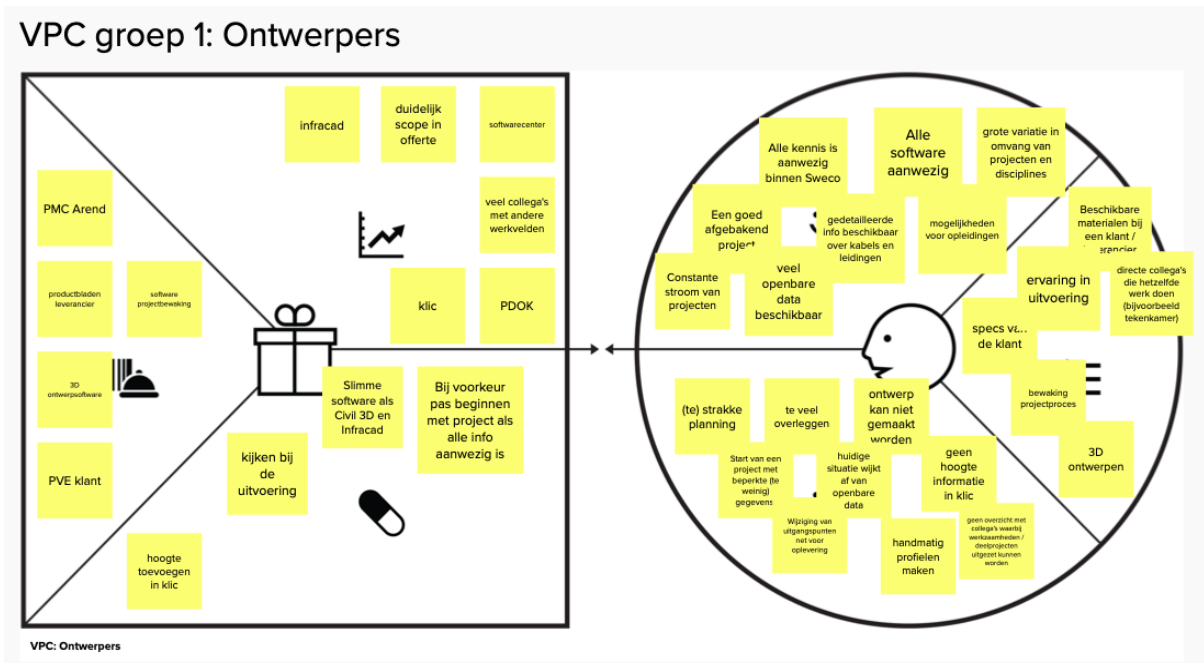 VPC groep 1: Ontwerpers
infracad
duidelijk
scope in
offerte
softwarecenter
PMC Arend
veel collega's
met andere
werkvelden
productbladen
leverancier
software
projectbewaking
klic
PDOK
3D
ontwerpsoftware
Slimme
software als
Civil 3D en
Infracad
Bij voorkeur
pas beginnen
met project als
alle info
aanwezig is
PVE klant
kijken bij
de
uitvoering
hoogte
toevoegen
in klic
Alle kennis is
aanwezig
binnen Sweco
Alle
software
aanwezig
grote variatie in
omvang van
projecten en
disciplines
Een goed
afgebakend
project
gedetailleerde
info beschikbaar
over kabels en
leidingen
mogelijkheden
voor opleidingen
Beschikbare
materialen bij
een klant /
Constante
stroom van
projecten
veel
openbare
data
beschikbaar
ervaring in
uitvoering
directe collega's
die hetzelfde
werk doen
(bijvoorbeeld
tekenkamer)
specs
de klant
bewaking
projectproces
3D
ontwerpen
(te) strakke
planning
te veel
overleggen
ontwerp
kan niet
gemaakt
worden
Start van een
project met
beperkte (te
weinig)
gegevens
huidige
situatie wijkt
af van
openbare
data
geen
hoogte
informatie
in klic
Wijziging van
uitgangspunten
net voor
oplevering
handmatig
profielen
maken
geen overzicht met
collega's waarbij
werkzaamheden /
deelprojecten
uitgezet kunnen
worden
VPC: Ontwerpers